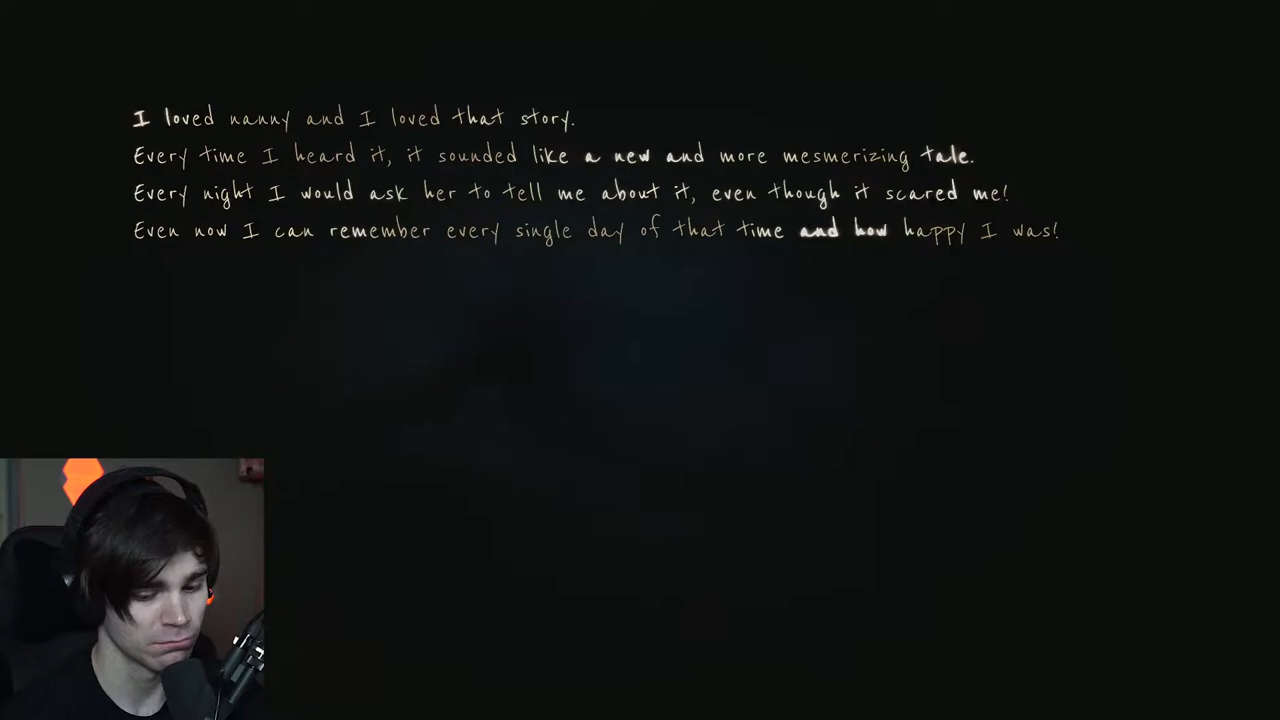 I loved nanny and I loved that story.
Every time I heard it, it sounded like a new and more mesmerizing tale.
Every night I would ask her to tell me about it, even though it scared me!
Even now I can remember every single day of that time and how happy I was!